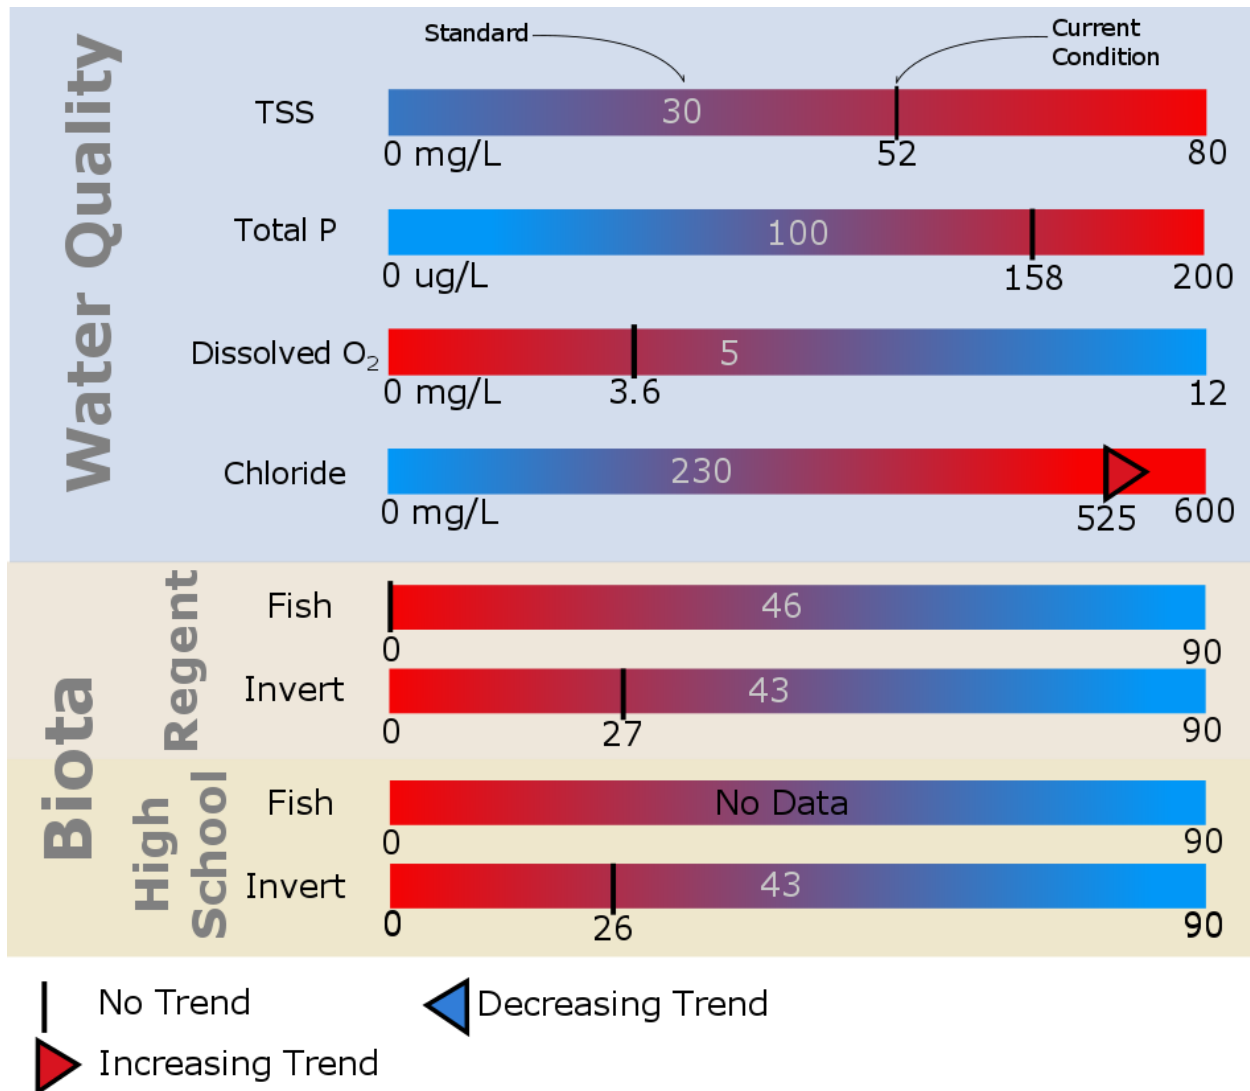 Standard
Current
Condition
Water Quality
TSS
30
0 mg/L
52
80
Total P
100
0 ug/L
158
200
Dissolved O₂
5
0 mg/L
3.6
12
Chloride
230
0 mg/L
525
600
Biota
Regent
Fish
46
0
90
Invert
43
0
27
90
High
School
Fish
No Data
0
90
Invert
43
0
26
90
No Trend
Decreasing Trend
Increasing Trend